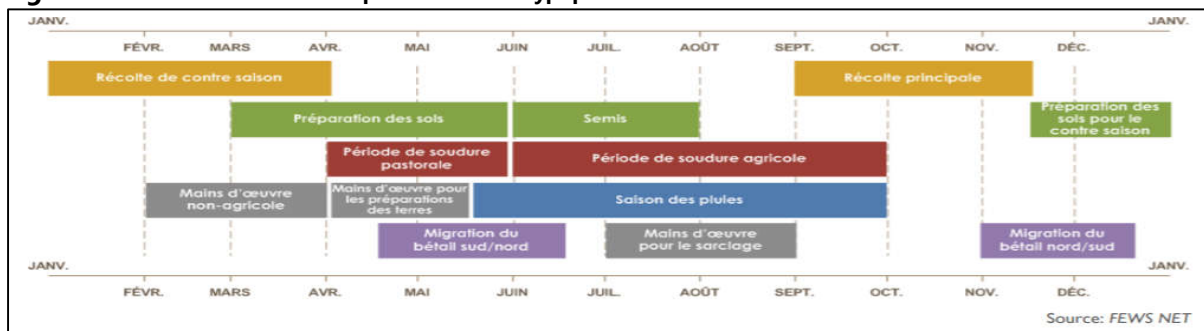 JANV. JANV.
FÉVR. MARS AVR. MAI JUIN JUIL. AOÛT SEPT. OCT. NOV. DÉC.
Récolte de contre saison
Récolte principale
Préparation des sols
Semis
Préparation des
sols pour le
contre saison
Période de soudure
pastorale
Période de soudure agricole
Mains d'œuvre
non-agricole
Mains d'œuvre pour
les préparations
des terres
Saison des pluies
Migration du
bétail sud/nord
Mains d'œuvre
pour le sarclage
Migration du
bétail nord/sud
JANV. JANV.
FÉVR. MARS AVR. MAI JUIN JUIL. AOÛT SEPT. OCT. NOV. DÉC.
Source: FEWS NET